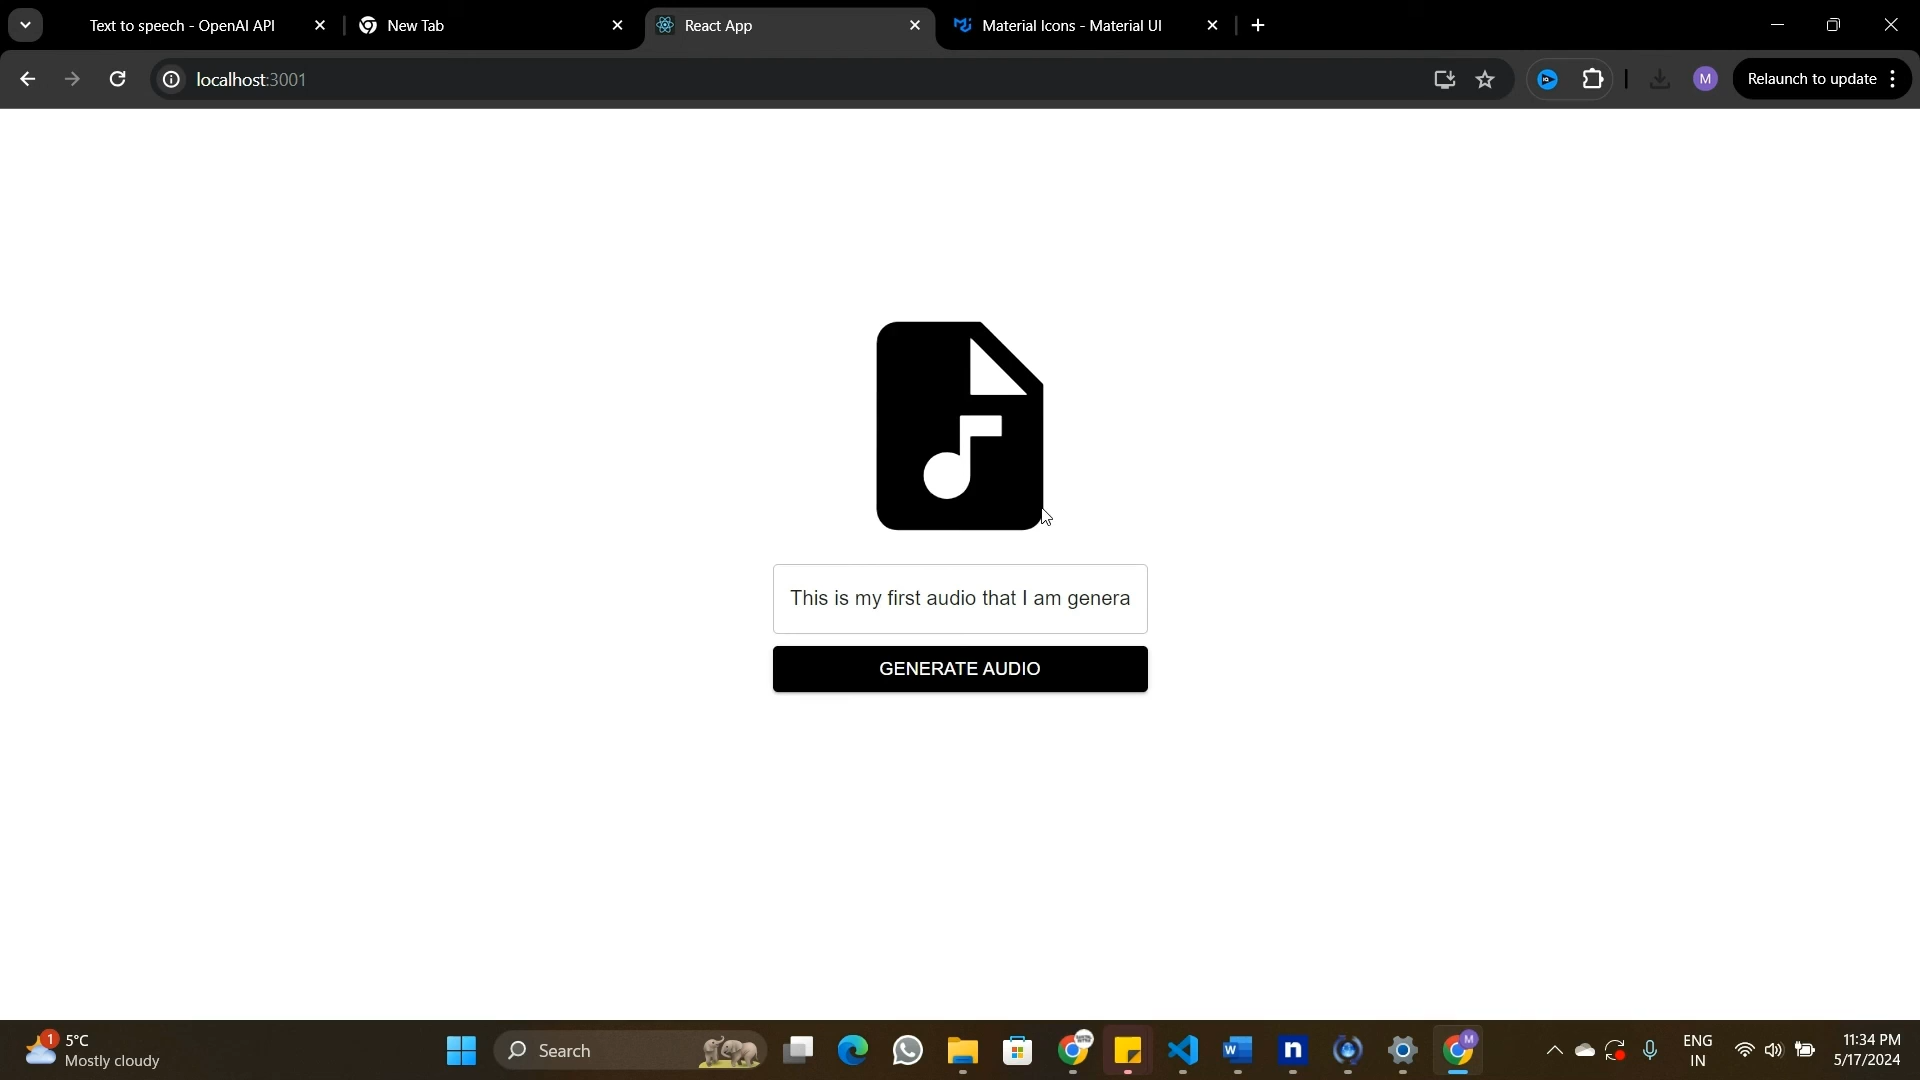 Text to speech - OpenAI API
New Tab
React App
Material Icons - Material UI
localhost:3001
M
Relaunch to update
This is my first audio that I am genera
GENERATE AUDIO
1
5°C
Mostly cloudy
Search
ENG
IN
11:34 PM
5/17/2024